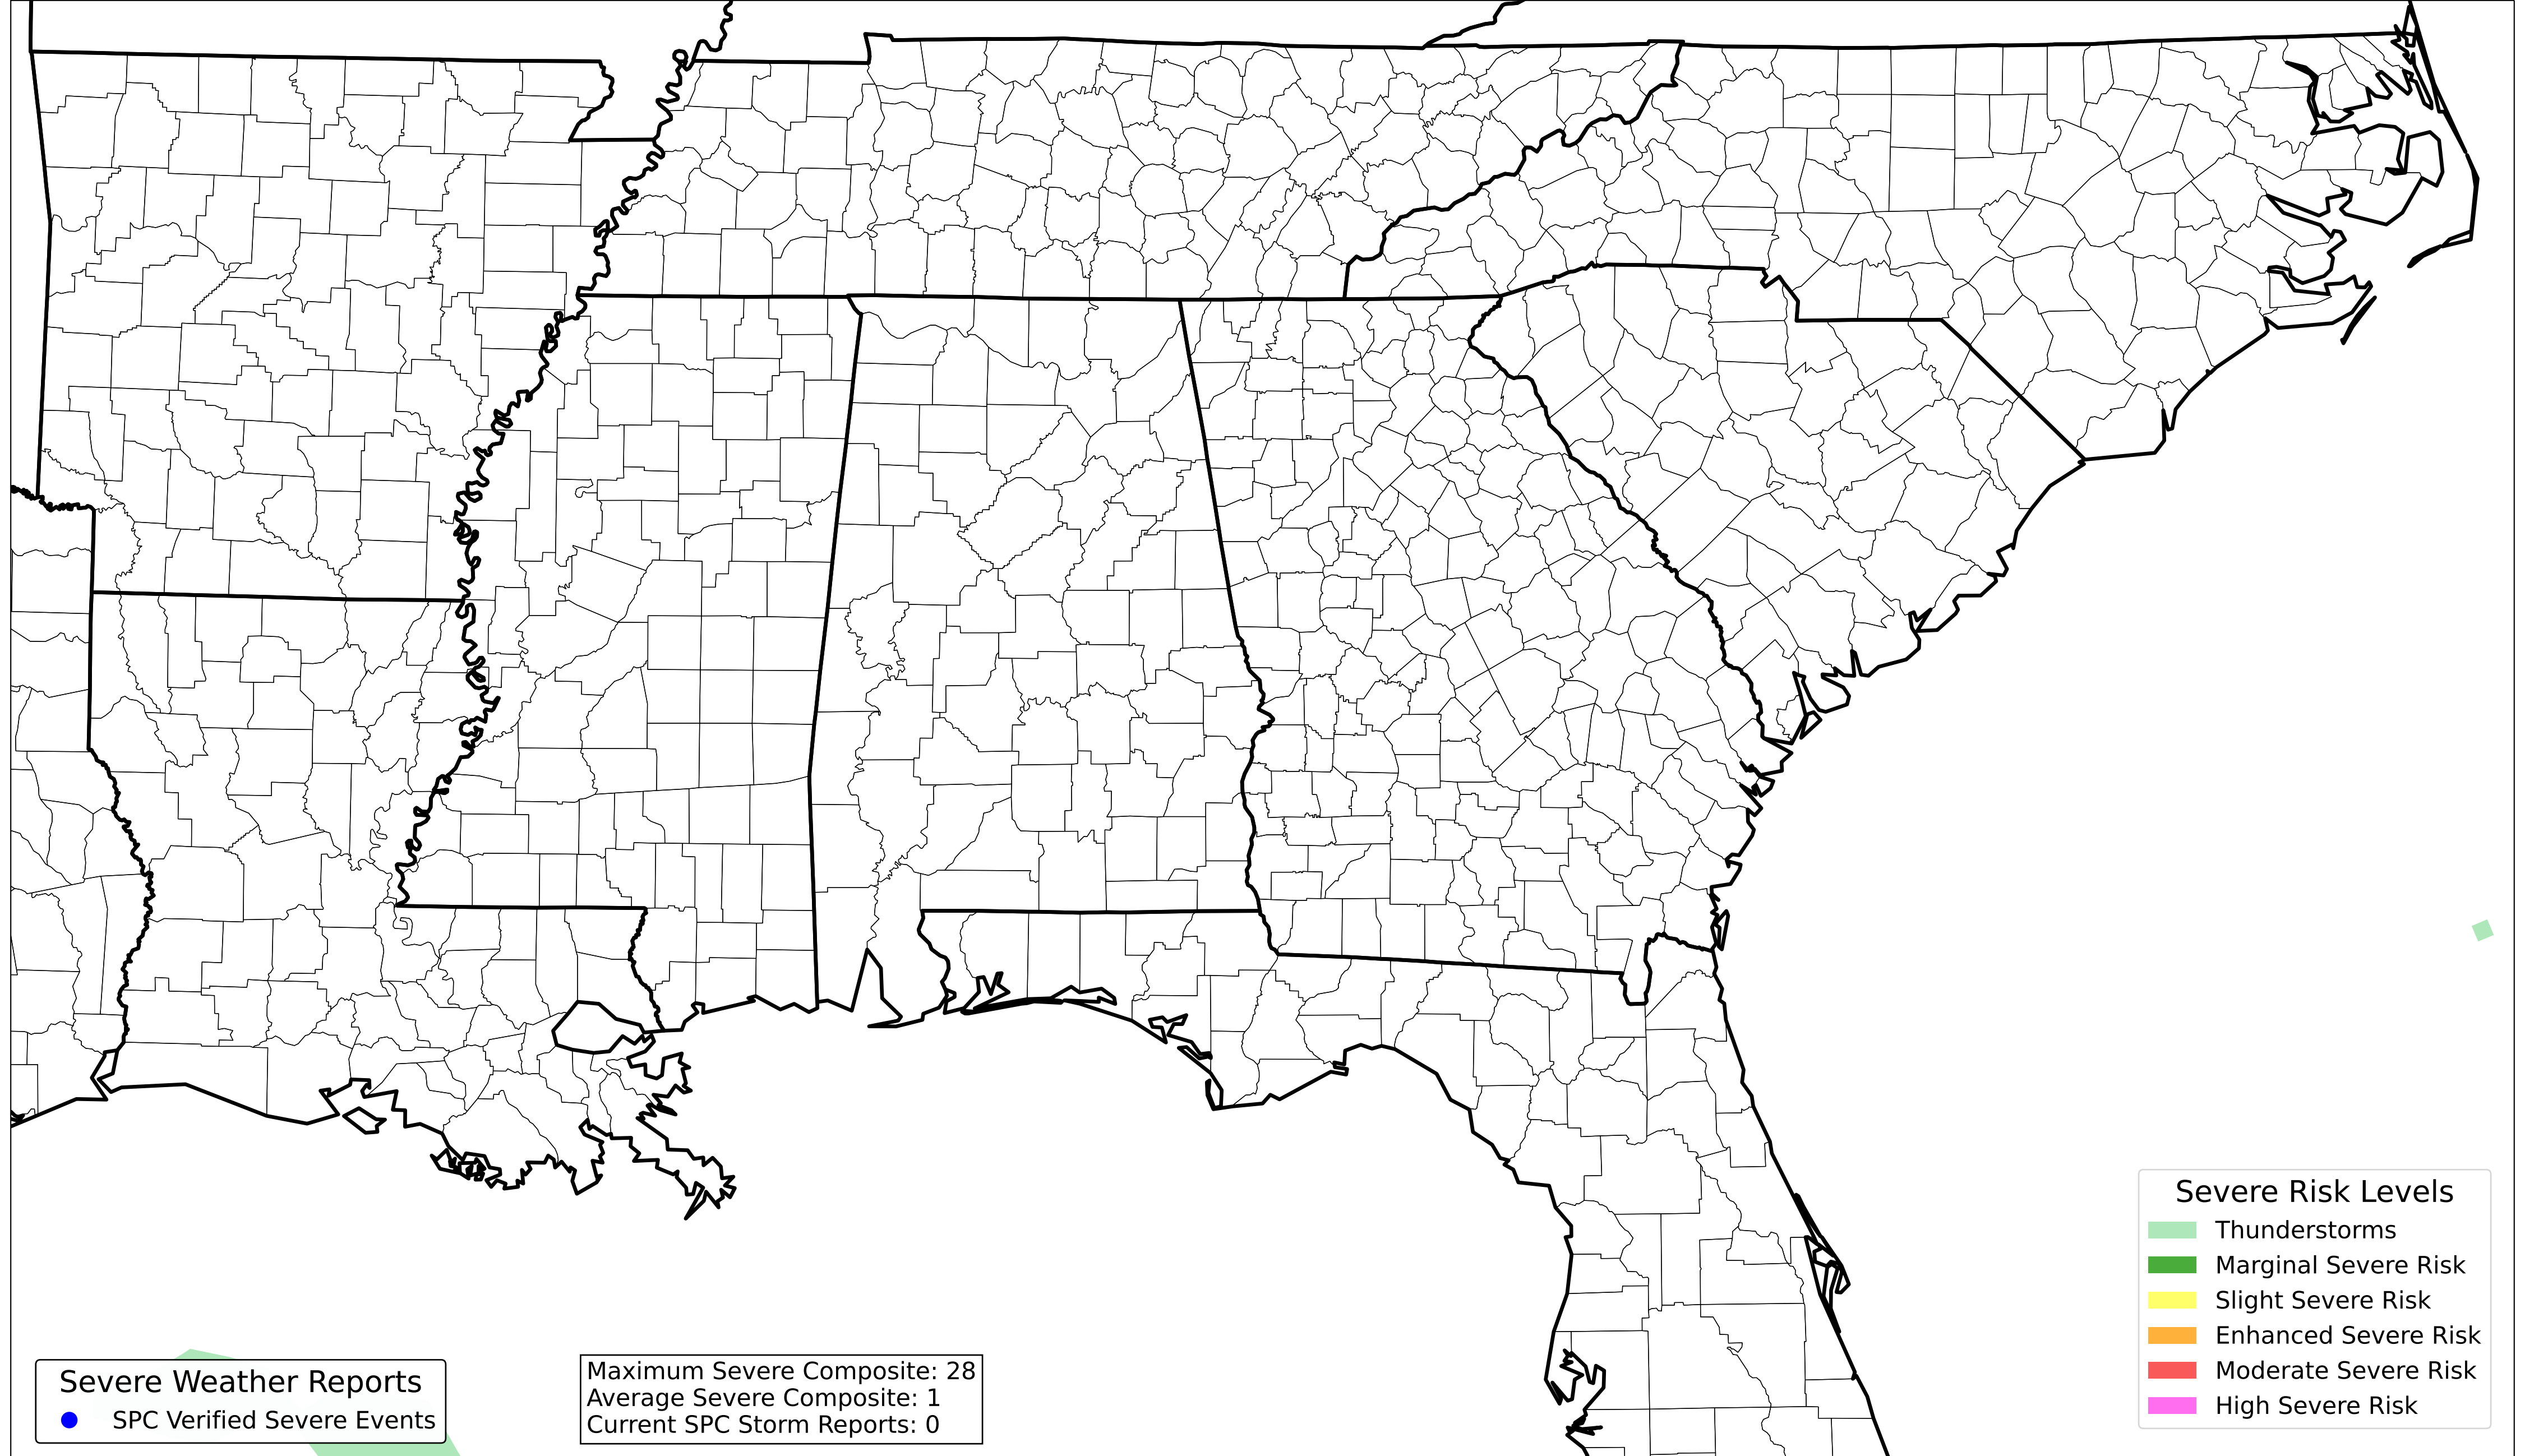 Severe Weather Reports
SPC Verified Severe Events
Maximum Severe Composite: 28
Average Severe Composite: 1
Current SPC Storm Reports: 0
Severe Risk Levels
Thunderstorms
Marginal Severe Risk
Slight Severe Risk
Enhanced Severe Risk
Moderate Severe Risk
High Severe Risk